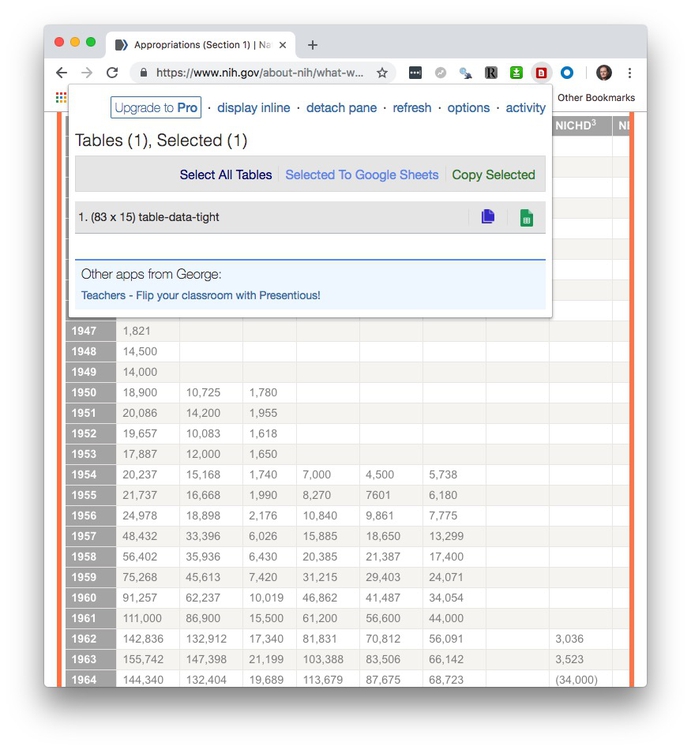 Appropriations (Section 1) | Na
https://www.nih.gov/about-nih/what-w...
Other Bookmarks
Upgrade to Pro · display inline · detach pane · refresh · options · activity
NICHD3 NI
Tables (1), Selected (1)
Select All Tables Selected To Google Sheets Copy Selected
1. (83 x 15) table-data-tight
Other apps from George:
Teachers - Flip your classroom with Presentious!
1947 1,821
1948 14,500
1949 14,000
1950 18,900 10,725 1,780
1951 20,086 14,200 1,955
1952 19,657 10,083 1,618
1953 17,887 12,000 1,650
1954 20,237 15,168 1,740 7,000 4,500 5,738
1955 21,737 16,668 1,990 8,270 7601 6,180
1956 24,978 18,898 2,176 10,840 9,861 7,775
1957 48,432 33,396 6,026 15,885 18,650 13,299
1958 56,402 35,936 6,430 20,385 21,387 17,400
1959 75,268 45,613 7,420 31,215 29,403 24,071
1960 91,257 62,237 10,019 46,862 41,487 34,054
1961 111,000 86,900 15,500 61,200 56,600 44,000
1962 142,836 132,912 17,340 81,831 70,812 56,091 3,036
1963 155,742 147,398 21,199 103,388 83,506 66,142 3,523
1964 144,340 132,404 19,689 113,679 87,675 68,723 (34,000)